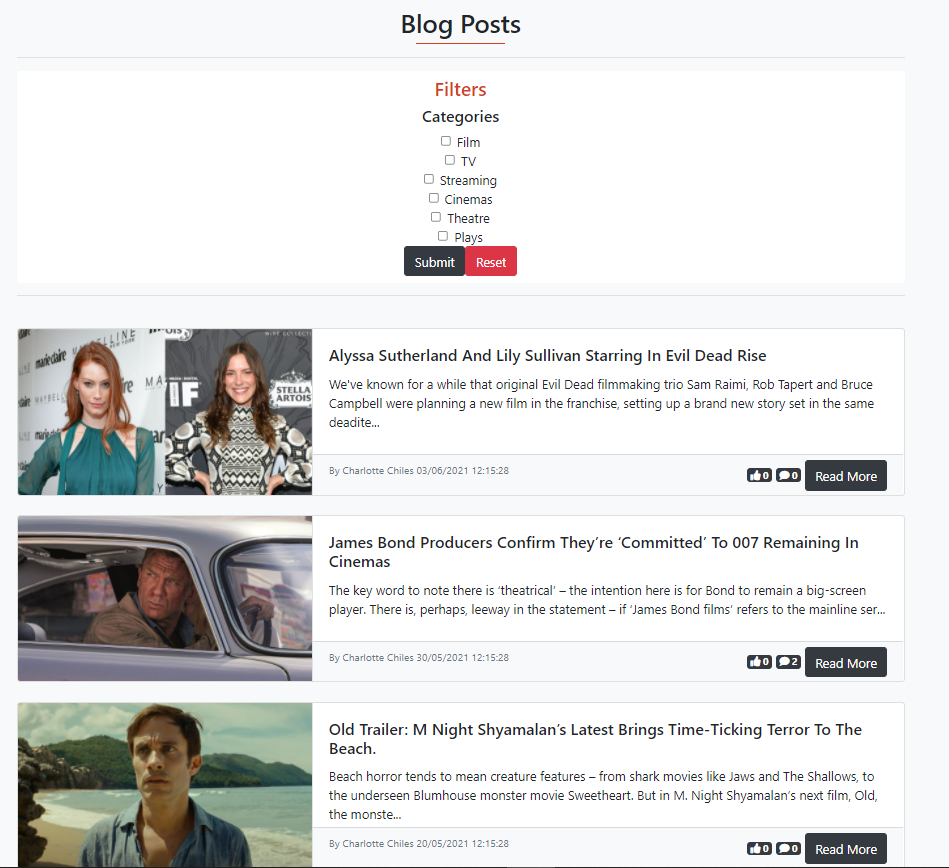 Blog Posts
Filters
Categories
Film
TV
Streaming
Cinemas
Theatre
Plays
Submit Reset
marie claire
MAYBELLINE
NEW YORK
IF
STELLA
ARTOIS
Alyssa Sutherland And Lily Sullivan Starring In Evil Dead Rise
We've known for a while that original Evil Dead filmmaking trio Sam Raimi, Rob Tapert and Bruce
Campbell were planning a new film in the franchise, setting up a brand new story set in the same
deadite...
By Charlotte Chiles 03/06/2021 12:15:28
0 0 Read More
James Bond Producers Confirm They’re ‘Committed’ To 007 Remaining In
Cinemas
The key word to note there is ‘theatrical’ – the intention here is for Bond to remain a big-screen
player. There is, perhaps, leeway in the statement – if ‘James Bond films’ refers to the mainline ser...
By Charlotte Chiles 30/05/2021 12:15:28
0 2 Read More
Old Trailer: M Night Shyamalan’s Latest Brings Time-Ticking Terror To The
Beach.
Beach horror tends to mean creature features – from shark movies like Jaws and The Shallows, to
the underseen Blumhouse monster movie Sweetheart. But in M. Night Shyamalan’s next film, Old,
the monste...
By Charlotte Chiles 20/05/2021 12:15:28
0 0 Read More